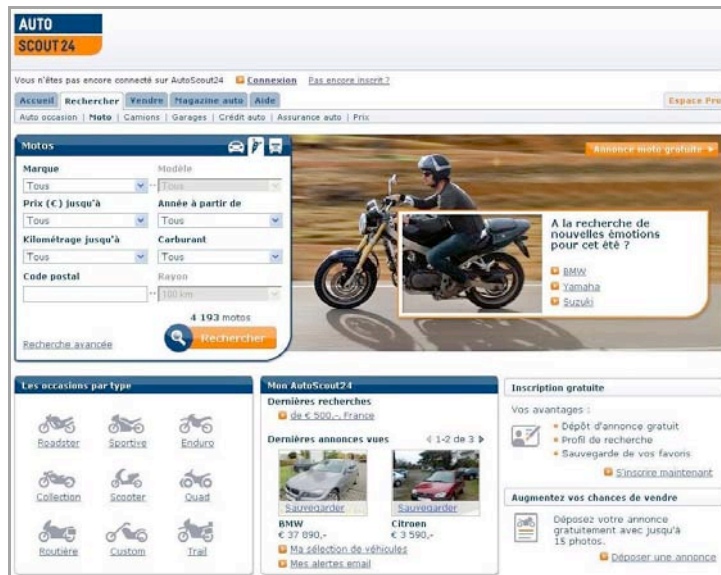 AUTO
SCOUT 24
Vous n'êtes pas encore connecté sur AutoScout24 Connexion Pas encore inscrit ?
Accueil Rechercher Vendre Magazine auto Aide
Espace Pro
Auto occasion | Moto | Camions | Garages | Crédit auto | Assurance auto | Prix
Motos
Marque Modèle
Tous Tous
Prix (€) jusqu'à Année à partir de
Tous Tous
Kilométrage jusqu'à Carburant
Tous Tous
Code postal Rayon
100 km
4 193 motos
Recherche avancée Rechercher
Annonce moto gratuite
A la recherche de
nouvelles émotions
pour cet été ?
BMW
Yamaha
Suzuki
Les occasions par type
Roadster Sportive Enduro
Collection Scooter Quad
Routière Custom Trail
Mon AutoScout24
Dernières recherches
de € 500,-, France
Dernières annonces vues 1-2 de 3
Sauvegarder Sauvegarder
BMW Citroen
€ 37 890,- € 3 590,-
Ma sélection de véhicules
Mes alertes email
Inscription gratuite
Vos avantages :
Dépôt d'annonce gratuit
Profil de recherche
Sauvegarde de vos favoris
S'inscrire maintenant
Augmentez vos chances de vendre
Déposez votre annonce
gratuitement avec jusqu'à
15 photos.
Déposer une annonce